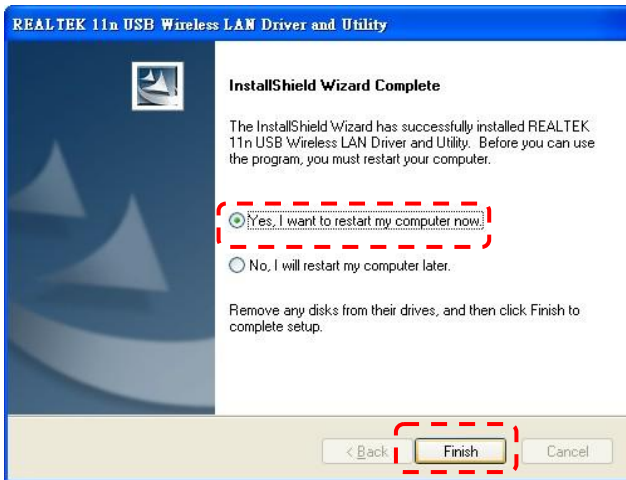 REALTEK 11n USB Wireless LAN Driver and Utility
InstallShield Wizard Complete
The InstallShield Wizard has successfully installed REALTEK
11n USB Wireless LAN Driver and Utility. Before you can use
the program, you must restart your computer.
Yes, I want to restart my computer now.
No, I will restart my computer later.
Remove any disks from their drives, and then click Finish to
complete setup.
< Back Finish Cancel